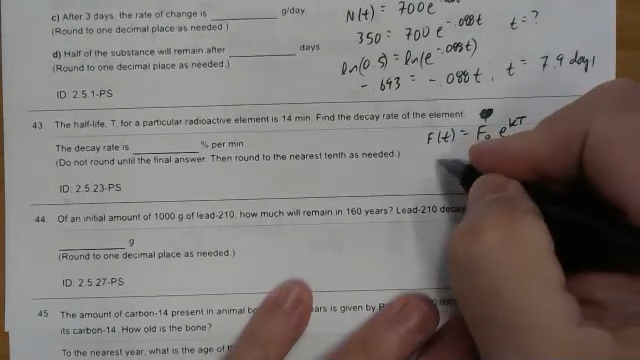 c) After 3 days, the rate of change is ____________ g/day.
(Round to one decimal place as needed.)
N(t) = 700e
350 = 700 e^-.088t t = ?
d) Half of the substance will remain after ____________ days.
(Round to one decimal place as needed.)
ln(0.5) = ln(e^-.088t)
-.693 = -.088t, t = 7.9 days
ID: 2.5.1-PS
43. The half-life, T, for a particular radioactive element is 14 min. Find the decay rate of the element.
The decay rate is ____________ % per min.
(Do not round until the final answer. Then round to the nearest tenth as needed.)
F(t) = F₀ e^kT
ID: 2.5.23-PS
44. Of an initial amount of 1000 g of lead-210, how much will remain in 160 years? Lead-210
____________ g
(Round to one decimal place as needed.)
ID: 2.5.27-PS
45. The amount of carbon-14 present in animal ears is given by
its carbon-14. How old is the bone?
To the nearest year, what is the age of